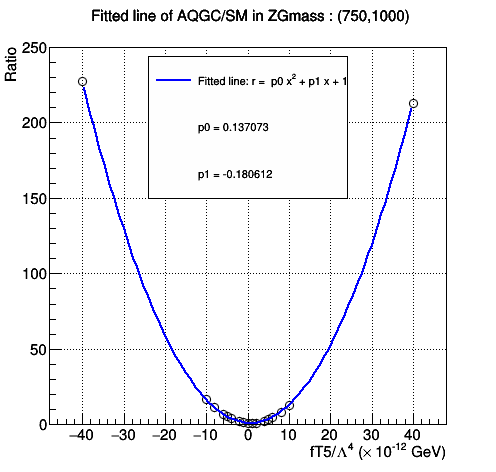 Fitted line of AQGC/SM in ZGmass : (750,1000)
Ratio
250
200
150
100
50
0
Fitted line: r = p0 x² + p1 x + 1
p0 = 0.137073
p1 = -0.180612
−40 −30 −20 −10 0 10 20 30 40
fT5/Λ⁴ (× 10⁻¹² GeV)